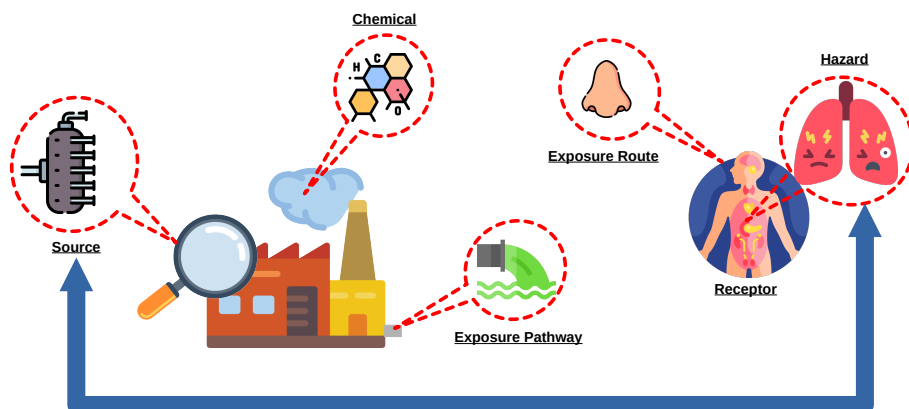 Chemical
H
C
O
Hazard
Exposure Route
Source
Receptor
Exposure Pathway